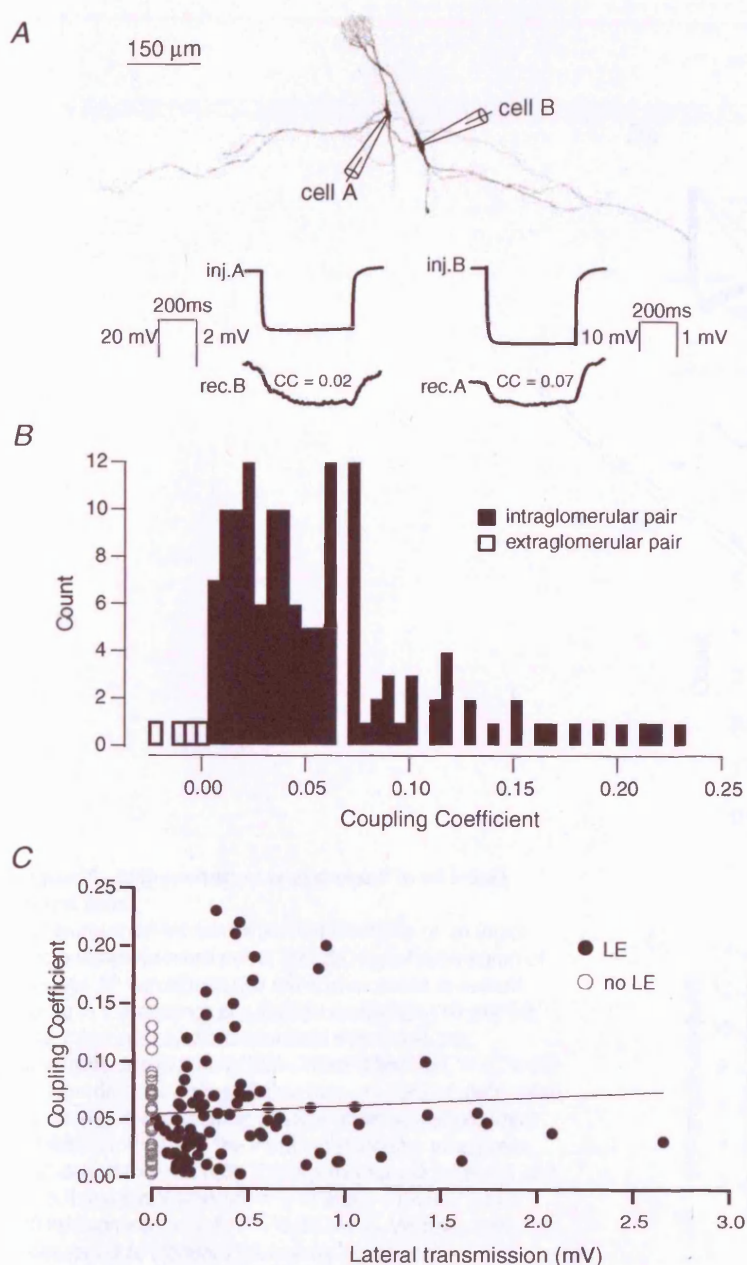 A
150 µm
cell B
cell A
inj.A
inj.B
200ms
20 mV 2 mV
200ms
10 mV 1 mV
rec.B
CC = 0.02
rec.A
CC = 0.07
B
12
10
8
6
4
2
0
Count
intraglomerular pair
extraglomerular pair
0.00 0.05 0.10 0.15 0.20 0.25
Coupling Coefficient
C
0.25
0.20
0.15
0.10
0.05
0.00
Coupling Coefficient
LE
no LE
0.0 0.5 1.0 1.5 2.0 2.5 3.0
Lateral transmission (mV)